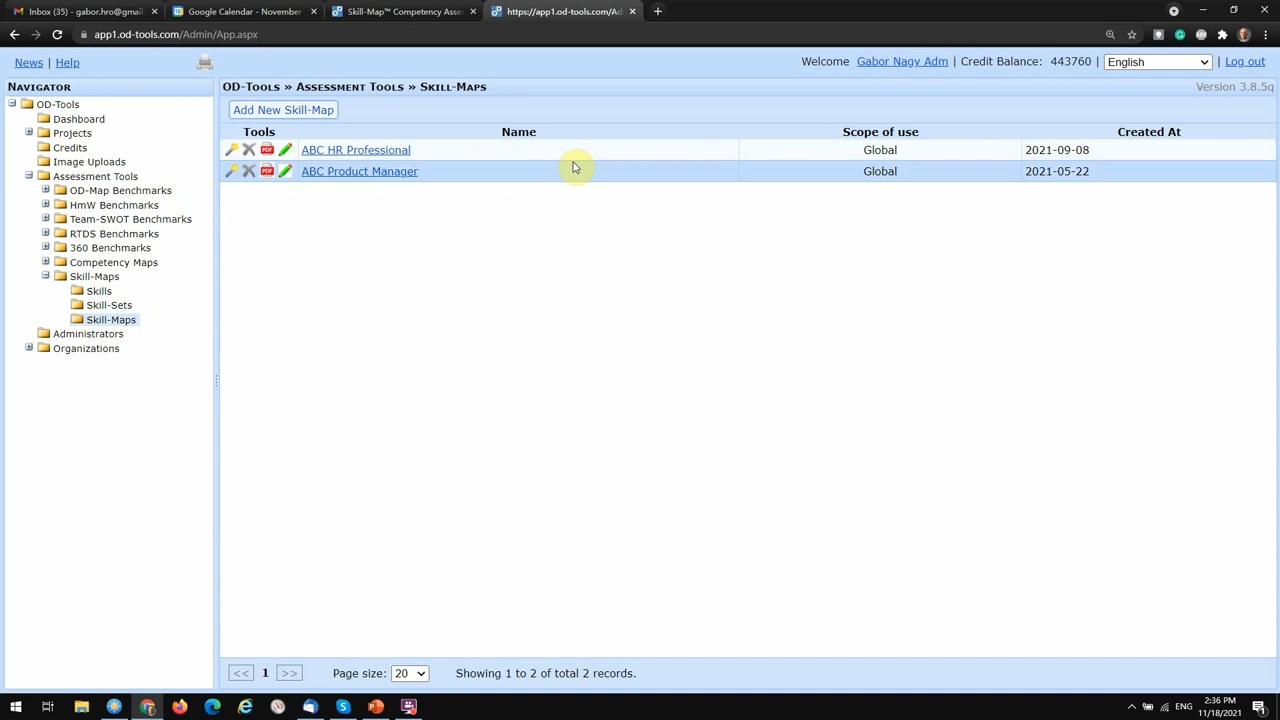 Inbox (35) - gabor.hro@gmail.
Google Calendar - November
Skill-Map™ Competency Asse
https://app1.od-tools.com/Ad
app1.od-tools.com/Admin/App.aspx
News | Help
Welcome Gabor Nagy Adm | Credit Balance: 443760 | English | Log out
NAVIGATOR
OD-TOOLS » ASSESSMENT TOOLS » SKILL-MAPS
Version 3.8.5q
OD-Tools
Dashboard
Projects
Credits
Image Uploads
Assessment Tools
OD-Map Benchmarks
HmW Benchmarks
Team-SWOT Benchmarks
RTDS Benchmarks
360 Benchmarks
Competency Maps
Skill-Maps
Skills
Skill-Sets
Skill-Maps
Administrators
Organizations
Add New Skill-Map
Tools Name Scope of use Created At
PDF ABC HR Professional Global 2021-09-08
PDF ABC Product Manager Global 2021-05-22
<< 1 >> Page size: 20 Showing 1 to 2 of total 2 records.
ENG
2:36 PM
11/18/2021